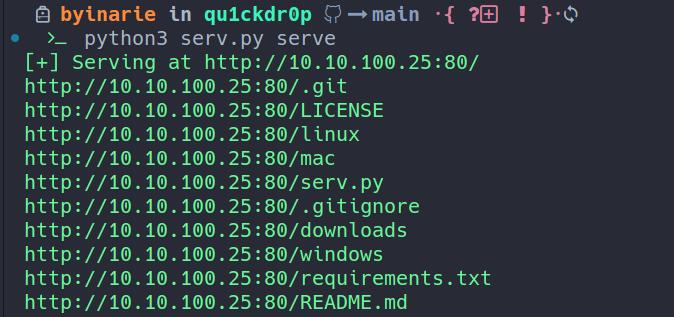 byinarie in qu1ckdr0p main ·{ ? ! }·
>_ python3 serv.py serve
[+] Serving at http://10.10.100.25:80/
http://10.10.100.25:80/.git
http://10.10.100.25:80/LICENSE
http://10.10.100.25:80/linux
http://10.10.100.25:80/mac
http://10.10.100.25:80/serv.py
http://10.10.100.25:80/.gitignore
http://10.10.100.25:80/downloads
http://10.10.100.25:80/windows
http://10.10.100.25:80/requirements.txt
http://10.10.100.25:80/README.md